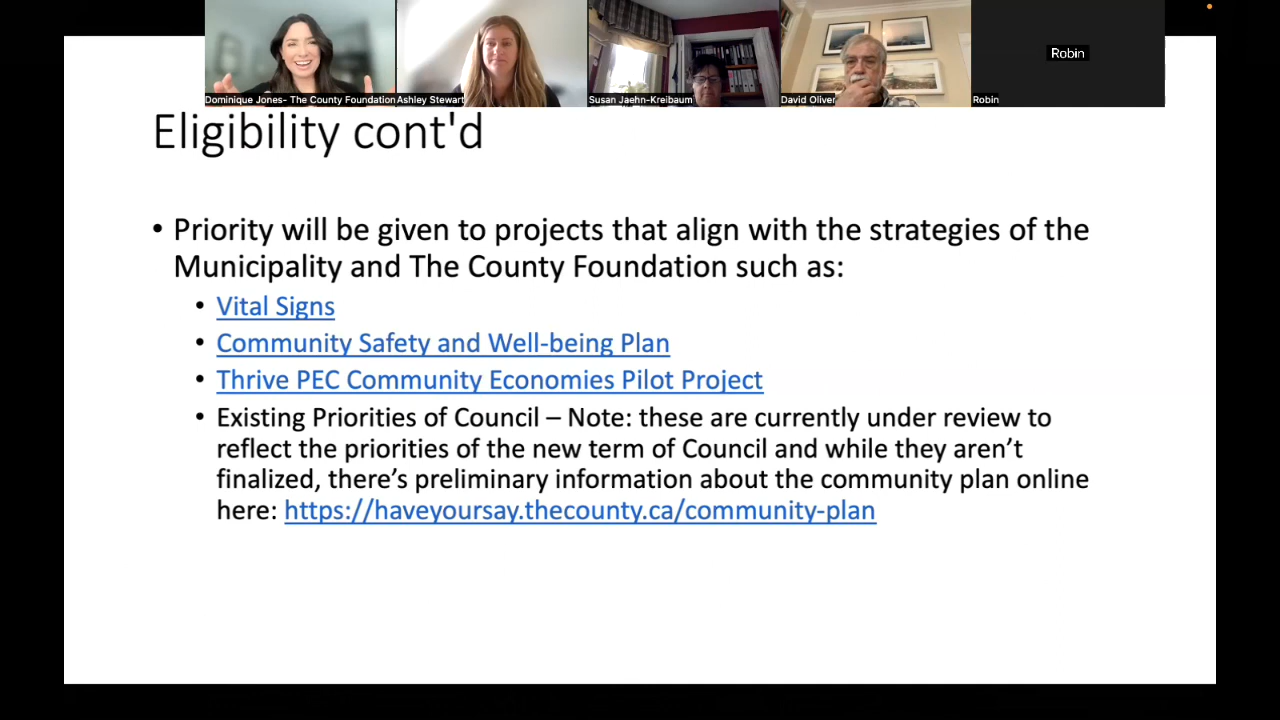 Robin
Dominique Jones- The County Foundation
Ashley Stewart
Susan Jaehn-Kreibaum
David Oliver
Robin
Eligibility cont'd
• Priority will be given to projects that align with the strategies of the
Municipality and The County Foundation such as:
• Vital Signs
• Community Safety and Well-being Plan
• Thrive PEC Community Economies Pilot Project
• Existing Priorities of Council – Note: these are currently under review to
reflect the priorities of the new term of Council and while they aren’t
finalized, there’s preliminary information about the community plan online
here: https://haveyoursay.thecounty.ca/community-plan